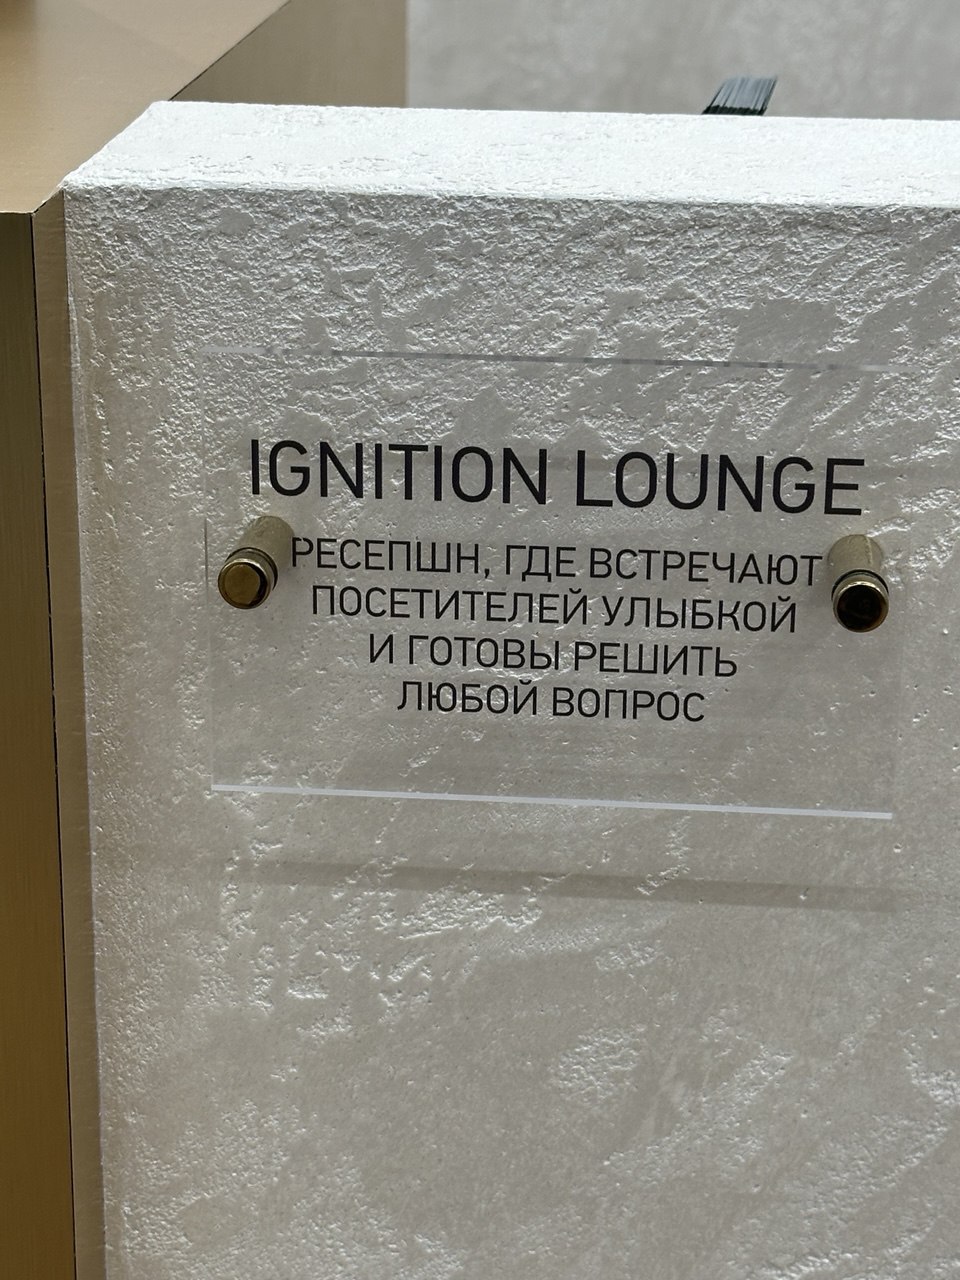 IGNITION LOUNGE
РЕСЕПШН, ГДЕ ВСТРЕЧАЮТ
ПОСЕТИТЕЛЕЙ УЛЫБКОЙ
И ГОТОВЫ РЕШИТЬ
ЛЮБОЙ ВОПРОС